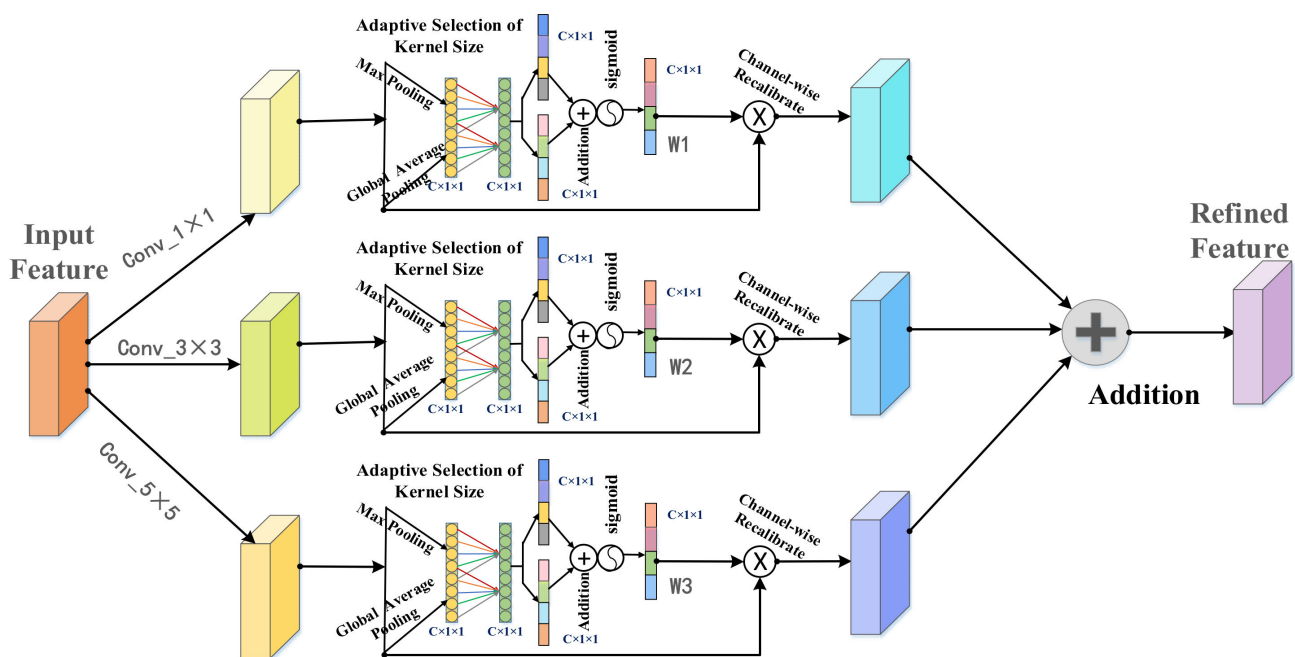 Input
Feature
Conv_1×1
Conv_3×3
Conv_5×5
Adaptive Selection of
Kernel Size
Max Pooling
Global Average
Pooling
C×1×1
C×1×1
C×1×1
C×1×1
Addition
sigmoid
C×1×1
W1
Channel-wise
Recalibrate
Adaptive Selection of
Kernel Size
Max Pooling
Global Average
Pooling
C×1×1
C×1×1
C×1×1
C×1×1
Addition
sigmoid
C×1×1
W2
Channel-wise
Recalibrate
Adaptive Selection of
Kernel Size
Max Pooling
Global Average
Pooling
C×1×1
C×1×1
C×1×1
C×1×1
Addition
sigmoid
C×1×1
W3
Channel-wise
Recalibrate
Addition
Refined
Feature